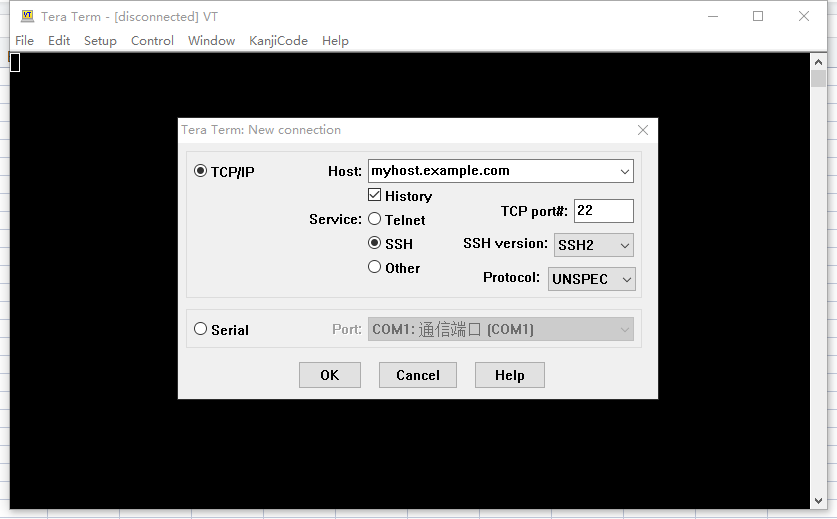 VT Tera Term - [disconnected] VT
File Edit Setup Control Window KanjiCode Help
Tera Term: New connection
TCP/IP Host: myhost.example.com
History
TCP port#: 22
Service: Telnet
SSH SSH version: SSH2
Other Protocol: UNSPEC
Serial Port: COM1: 通信端口 (COM1)
OK Cancel Help